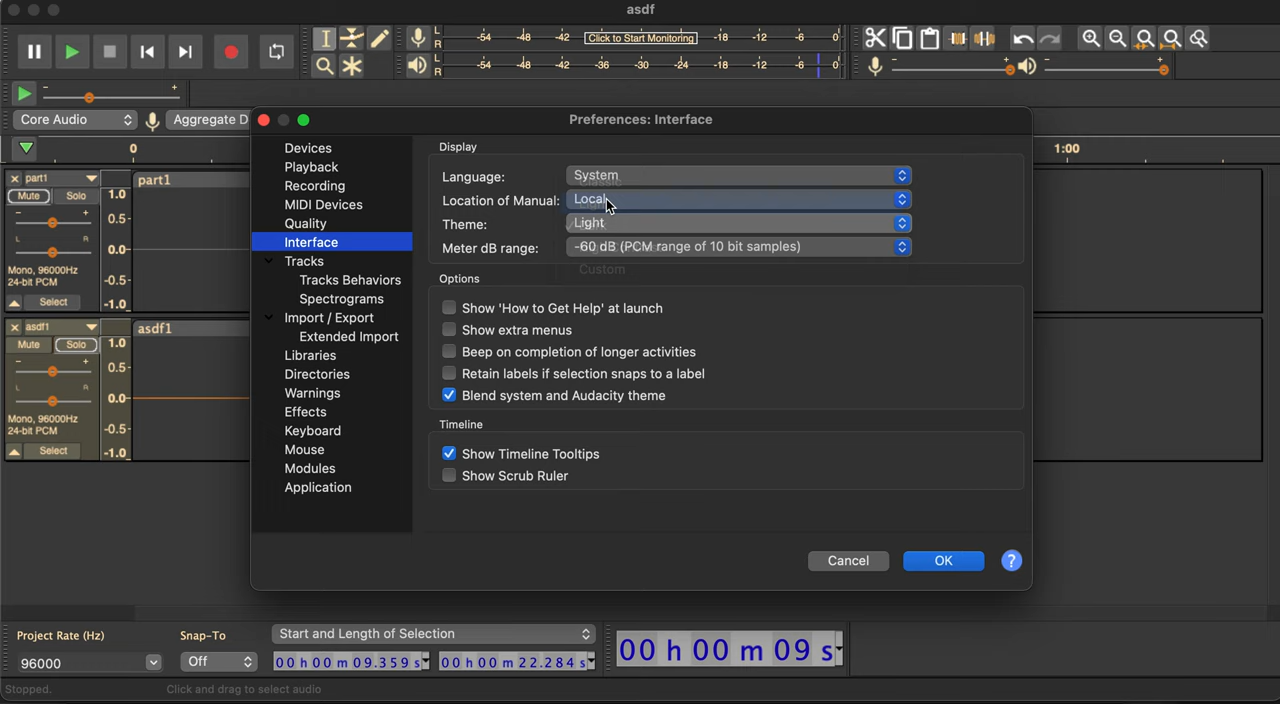 asdf
L
R
-54 -48 -42 Click to Start Monitoring -18 -12 -6 0
L
R
-54 -48 -42 -36 -30 -24 -18 -12 -6 0
Core Audio
Aggregate D
0
1:00
Preferences: Interface
Devices
Playback
Recording
MIDI Devices
Quality
Interface
Tracks
Tracks Behaviors
Spectrograms
Import / Export
Extended Import
Libraries
Directories
Warnings
Effects
Keyboard
Mouse
Modules
Application
Display
Language: System
Location of Manual: Local
Theme: Light
Meter dB range: -60 dB (PCM range of 10 bit samples)
Custom
Options
Show 'How to Get Help' at launch
Show extra menus
Beep on completion of longer activities
Retain labels if selection snaps to a label
Blend system and Audacity theme
Timeline
Show Timeline Tooltips
Show Scrub Ruler
Cancel
OK
?
part1
Mute Solo
- +
L R
Mono, 96000Hz
24-bit PCM
Select
1.0
0.5-
0.0-
-0.5-
-1.0
part1
asdf1
Mute Solo
- +
L R
Mono, 96000Hz
24-bit PCM
Select
1.0
0.5-
0.0-
-0.5-
-1.0
asdf1
Project Rate (Hz)
Snap-To
Start and Length of Selection
96000
Off
00 h 00 m 09.359 s
00 h 00 m 22.284 s
00 h 00 m 09 s
Stopped.
Click and drag to select audio